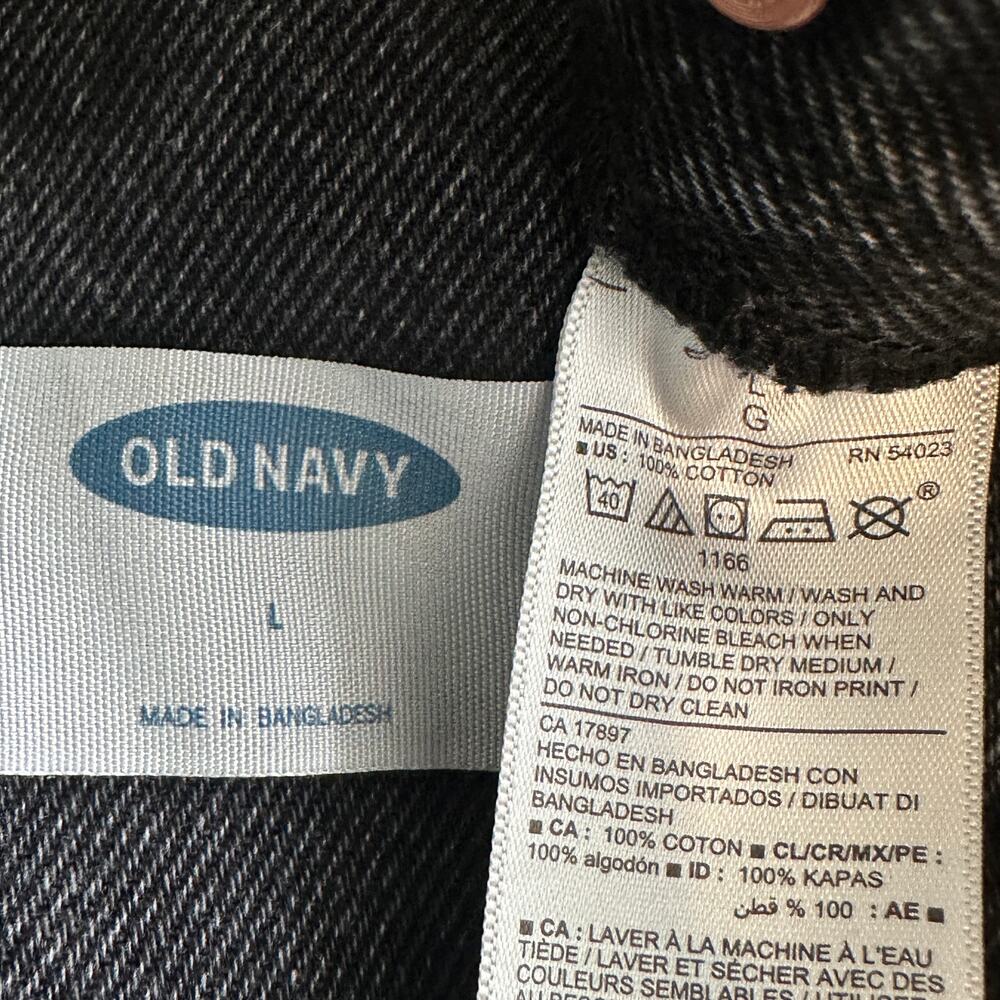 OLD NAVY
L
MADE IN BANGLADESH
L
G
MADE IN BANGLADESH
RN 54023
■ US : 100% COTTON
40
®
1166
MACHINE WASH WARM / WASH AND
DRY WITH LIKE COLORS / ONLY
NON-CHLORINE BLEACH WHEN
NEEDED / TUMBLE DRY MEDIUM /
WARM IRON / DO NOT IRON PRINT /
DO NOT DRY CLEAN
CA 17897
HECHO EN BANGLADESH CON
INSUMOS IMPORTADOS / DIBUAT DI
BANGLADESH
■ CA : 100% COTON ■ CL/CR/MX/PE :
100% algodón ■ ID : 100% KAPAS
■ AE : 100 % قطن
■ CA : LAVER À LA MACHINE À L'EAU
TIÈDE / LAVER ET SÉCHER AVEC DES
COULEURS SEMBLABLES /